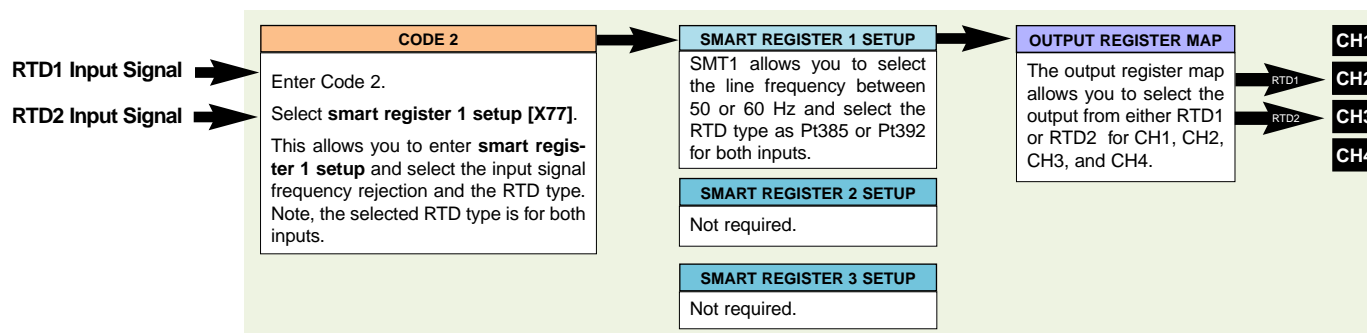 RTD1 Input Signal
RTD2 Input Signal
CODE 2
Enter Code 2.
Select smart register 1 setup [X77].
This allows you to enter smart regis-
ter 1 setup and select the input signal
frequency rejection and the RTD type.
Note, the selected RTD type is for both
inputs.
SMART REGISTER 1 SETUP
SMT1 allows you to select
the line frequency between
50 or 60 Hz and select the
RTD type as Pt385 or Pt392
for both inputs.
SMART REGISTER 2 SETUP
Not required.
SMART REGISTER 3 SETUP
Not required.
OUTPUT REGISTER MAP
The output register map
allows you to select the
output from either RTD1
or RTD2 for CH1, CH2,
CH3, and CH4.
RTD1
RTD2
CH1
CH2
CH3
CH4